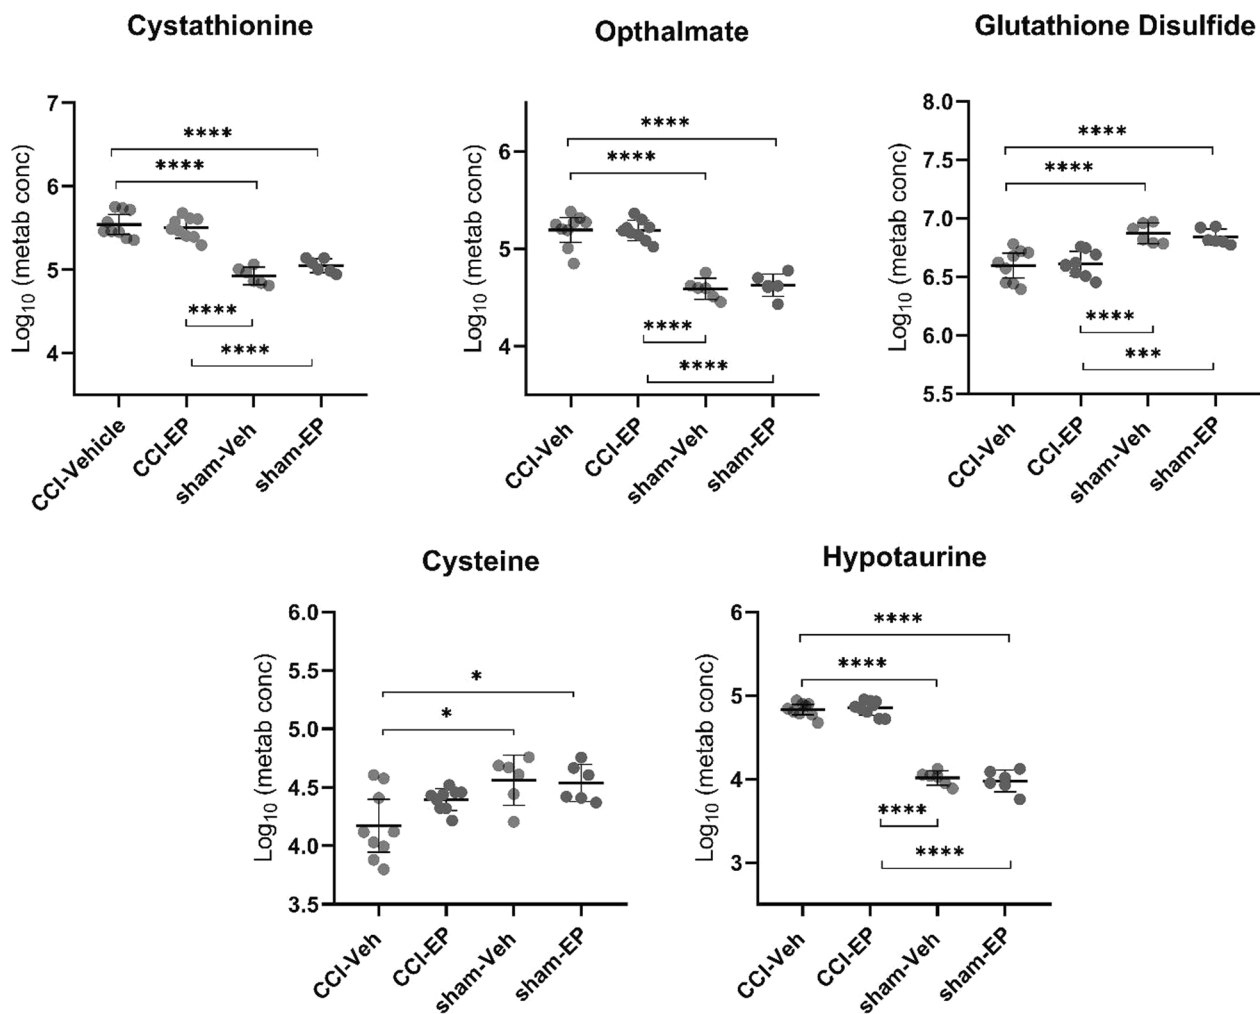 Cystathionine
Log10 (metab conc)
7
6
5
4
****
****
****
****
CCI-Vehicle
CCI-EP
sham-Veh
sham-EP
Opthalmate
Log10 (metab conc)
6
5
4
****
****
****
****
CCI-Veh
CCI-EP
sham-Veh
sham-EP
Glutathione Disulfide
Log10 (metab conc)
8.0
7.5
7.0
6.5
6.0
5.5
****
****
****
***
CCI-Veh
CCI-EP
sham-Veh
sham-EP
Cysteine
Log10 (metab conc)
6.0
5.5
5.0
4.5
4.0
3.5
*
*
CCI-Veh
CCI-EP
sham-Veh
sham-EP
Hypotaurine
Log10 (metab conc)
6
5
4
3
****
****
****
****
CCI-Veh
CCI-EP
sham-Veh
sham-EP